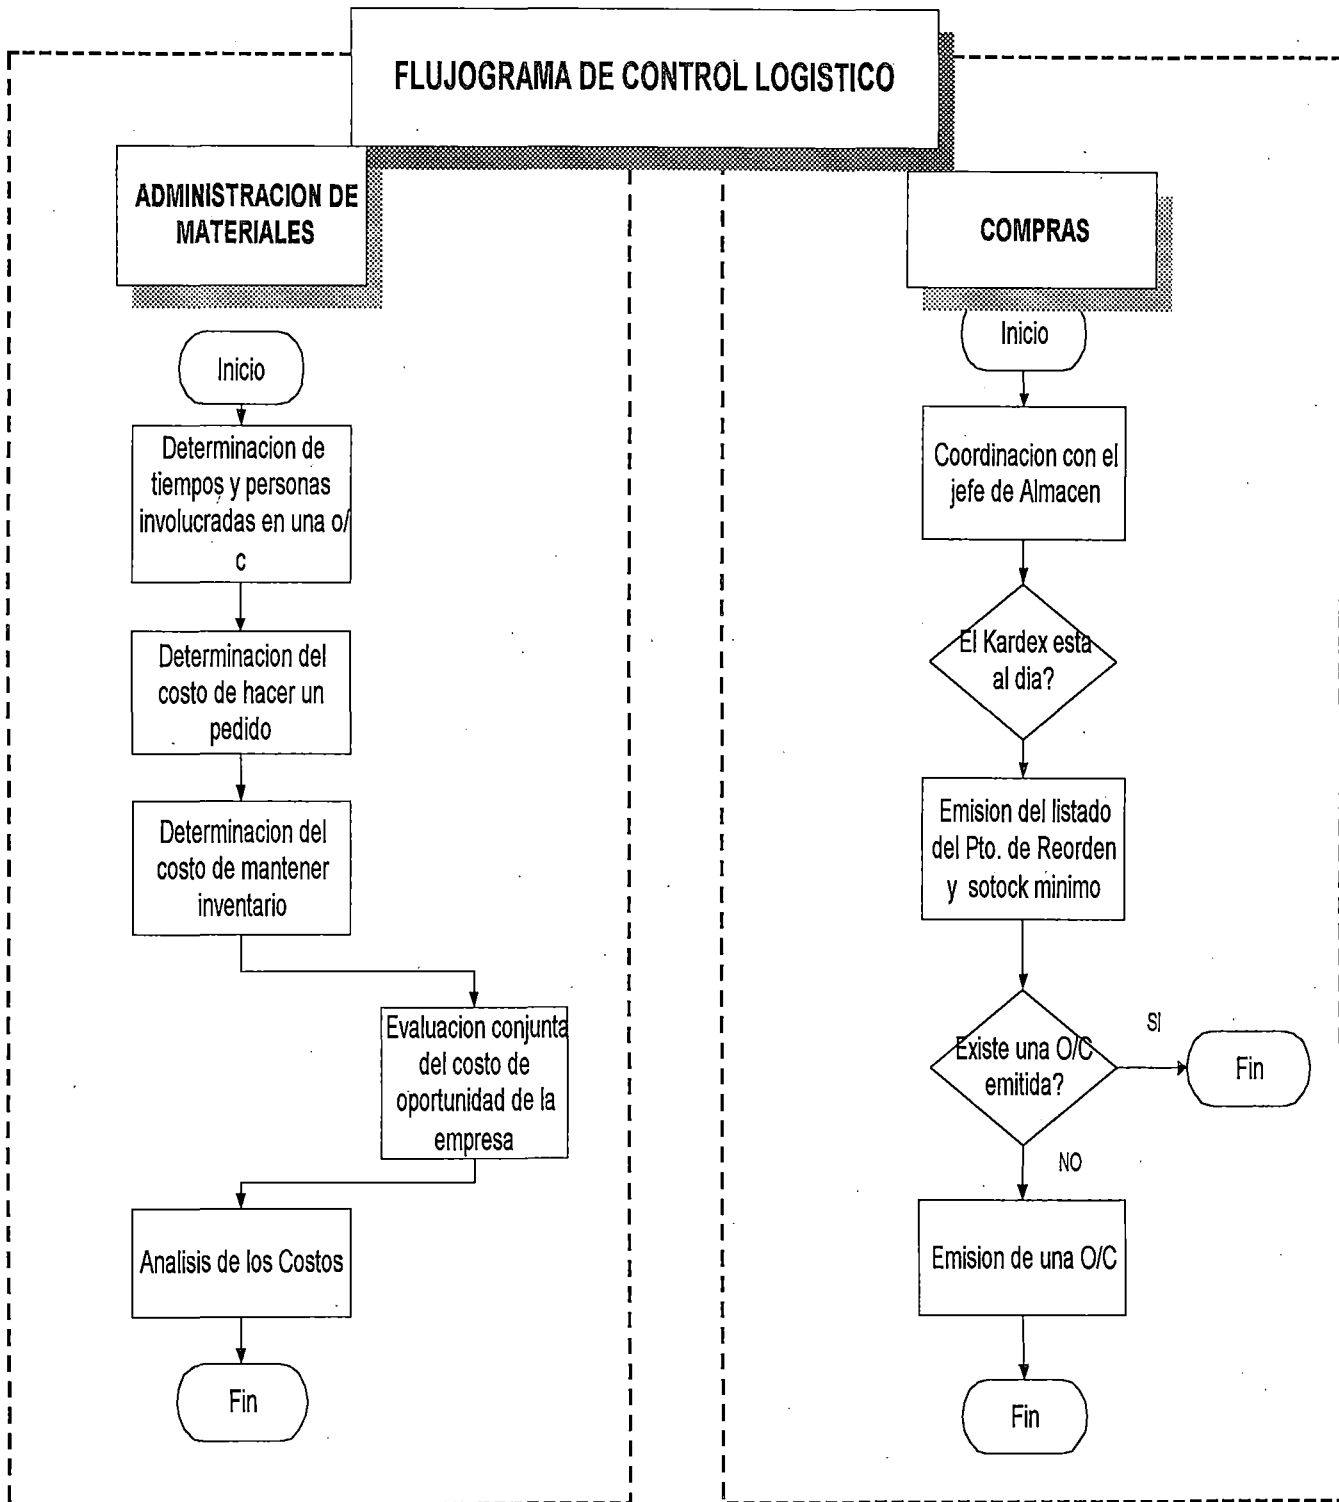 FLUJOGRAMA DE CONTROL LOGISTICO
ADMINISTRACION DE
MATERIALES
Inicio
Determinacion de
tiempos y personas
involucradas en una o/
c
Determinacion del
costo de hacer un
pedido
Determinacion del
costo de mantener
inventario
Evaluacion conjunta
del costo de
oportunidad de la
empresa
Analisis de los Costos
Fin
COMPRAS
Inicio
Coordinacion con el
jefe de Almacen
El Kardex esta
al dia?
Emision del listado
del Pto. de Reorden
y sotock minimo
Existe una O/C
emitida?
SI
Fin
NO
Emision de una O/C
Fin